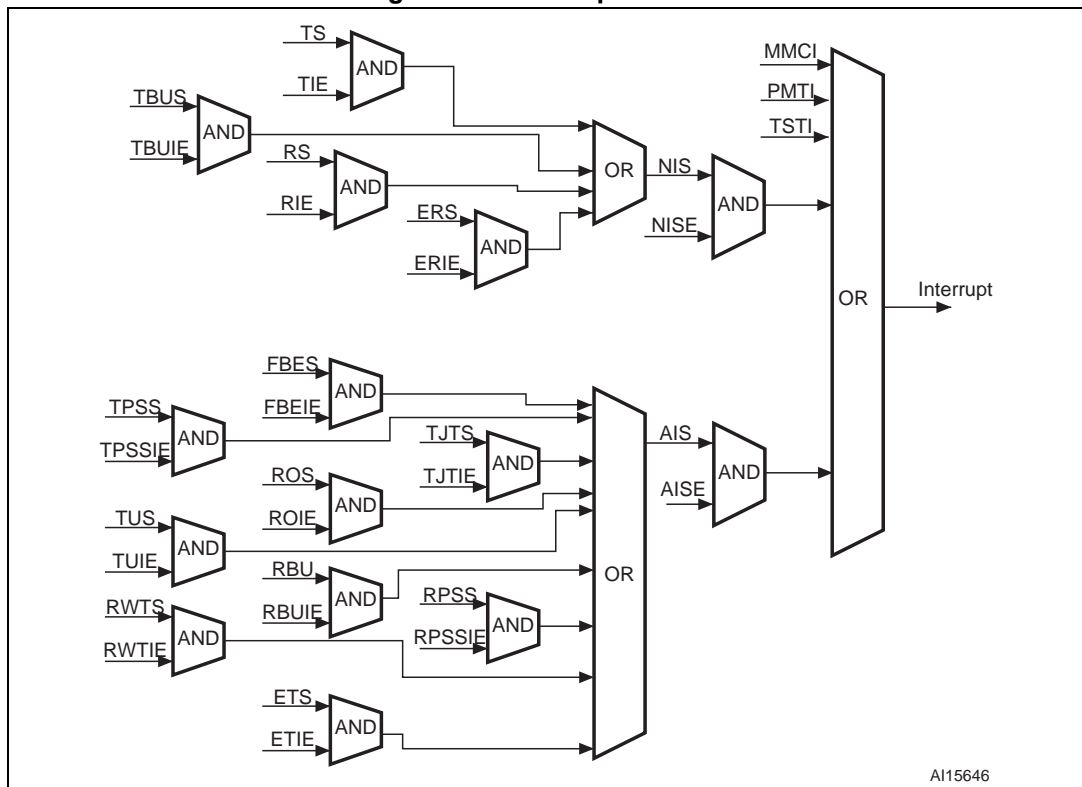 TS
TIE
AND
TBUS
TBUIE
AND
RS
RIE
AND
ERS
ERIE
AND
OR
NIS
NISE
AND
MMCI
PMTI
TSTI
OR
Interrupt
FBES
FBEIE
AND
TPSS
TPSSIE
AND
TJTS
TJTIE
AND
ROS
ROIE
AND
TUS
TUIE
AND
RBU
RBUIE
AND
RPSS
RPSSIE
AND
RWTS
RWTIE
AND
ETS
ETIE
AND
OR
AIS
AISE
AND
AI15646